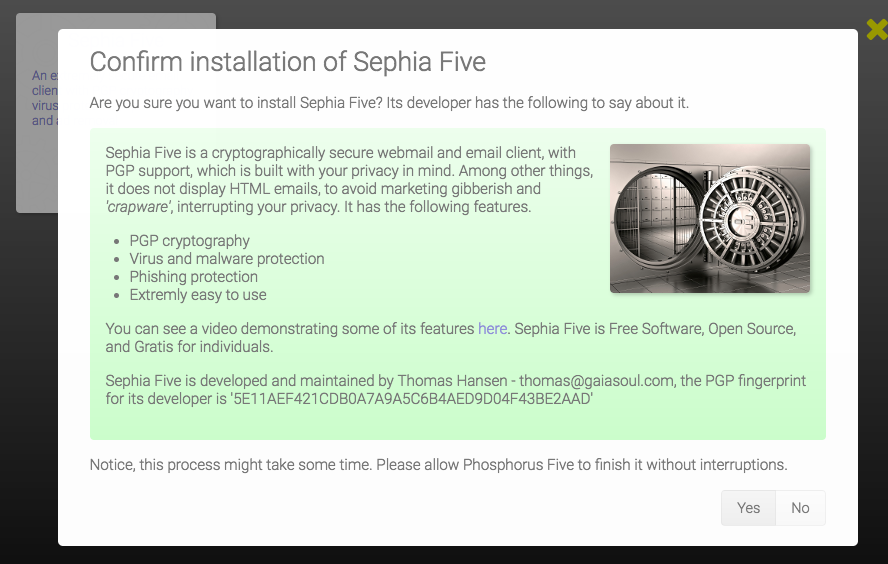 Confirm installation of Sephia Five
An e
clien
virus
and a
Are you sure you want to install Sephia Five? Its developer has the following to say about it.
Sephia Five is a cryptographically secure webmail and email client, with
PGP support, which is built with your privacy in mind. Among other things,
it does not display HTML emails, to avoid marketing gibberish and
'crapware', interrupting your privacy. It has the following features.
• PGP cryptography
• Virus and malware protection
• Phishing protection
• Extremly easy to use
You can see a video demonstrating some of its features here. Sephia Five is Free Software, Open Source,
and Gratis for individuals.
Sephia Five is developed and maintained by Thomas Hansen - thomas@gaiasoul.com, the PGP fingerprint
for its developer is '5E11AEF421CDB0A7A9A5C6B4AED9D04F43BE2AAD'
Notice, this process might take some time. Please allow Phosphorus Five to finish it without interruptions.
Yes No